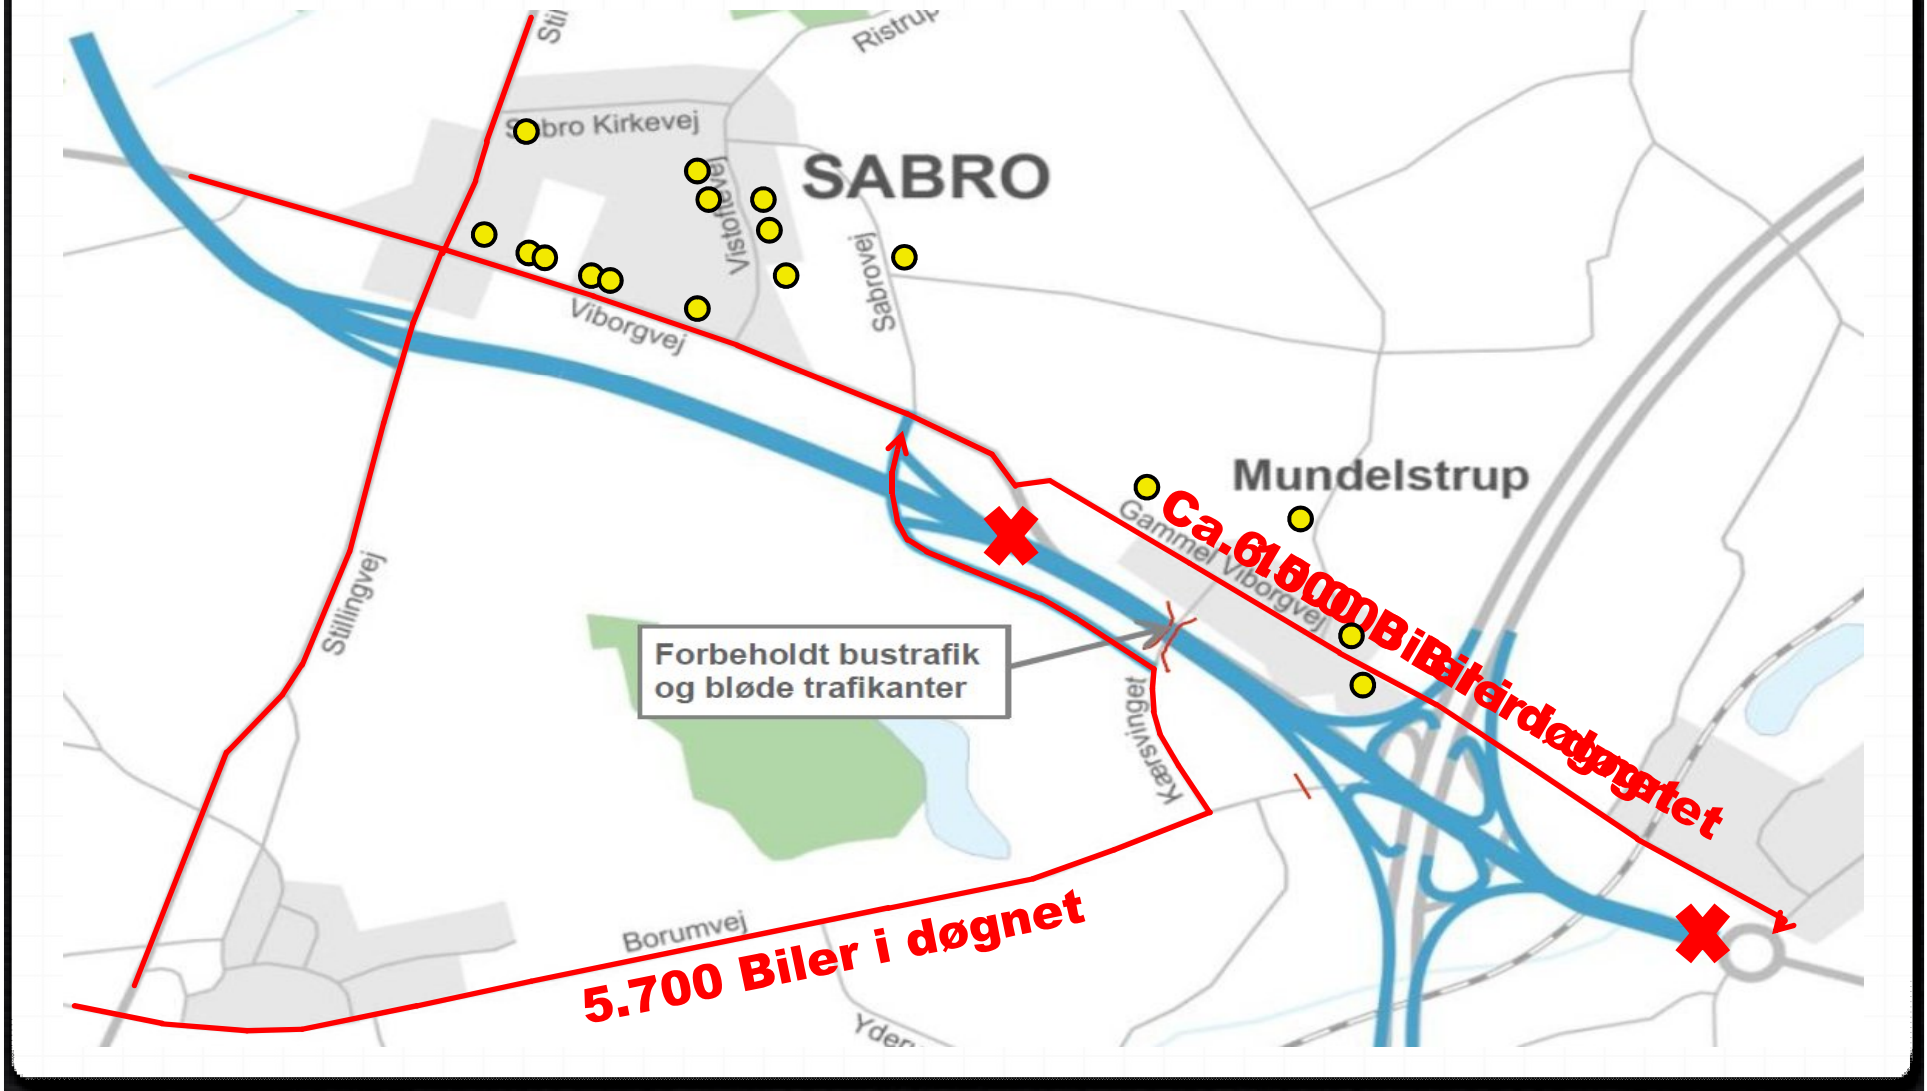 Ristrup
Sabro Kirkevej
SABRO
Vistoftevej
Sabrovej
Viborgvej
Mundelstrup
Gammel Viborgvej
Stillingvej
Forbeholdt bustrafik
og bløde trafikanter
Kærsvinget
Borumvej
5.700 Biler i døgnet